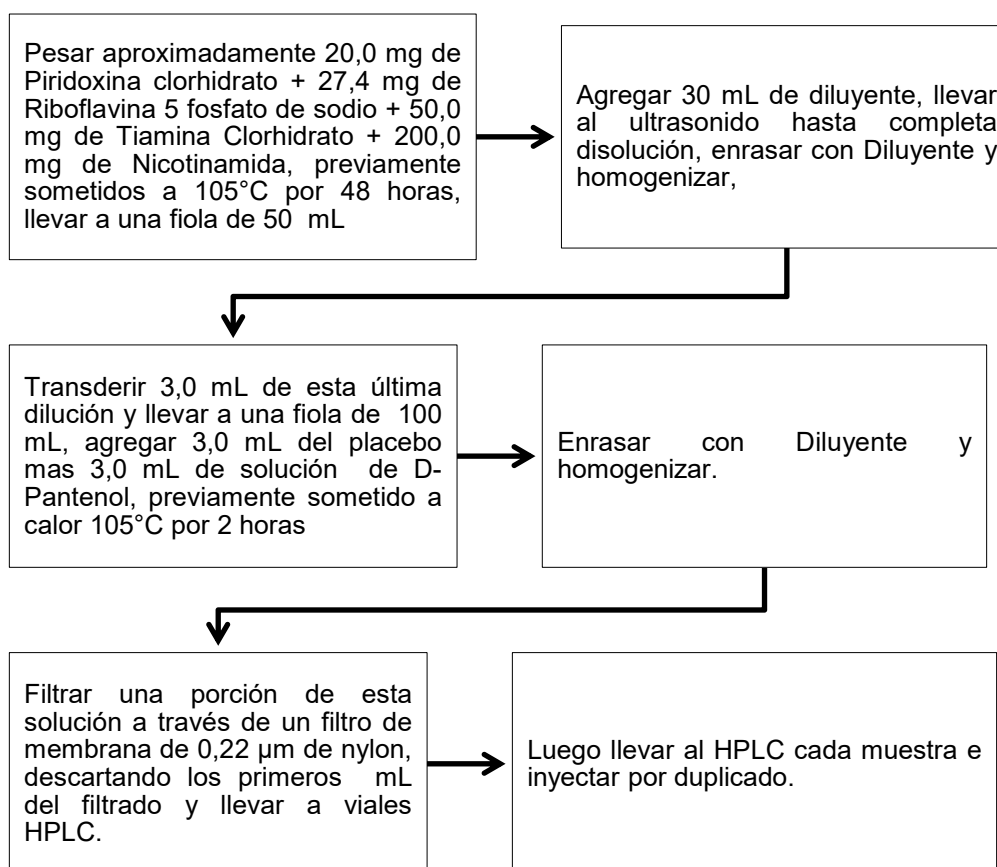 Pesar aproximadamente 20,0 mg de
Piridoxina clorhidrato + 27,4 mg de
Riboflavina 5 fosfato de sodio + 50,0
mg de Tiamina Clorhidrato + 200,0
mg de Nicotinamida, previamente
sometidos a 105°C por 48 horas,
llevar a una fiola de 50 mL
Agregar 30 mL de diluyente, llevar
al ultrasonido hasta completa
disolución, enrasar con Diluyente y
homogenizar,
Transderir 3,0 mL de esta última
dilución y llevar a una fiola de 100
mL, agregar 3,0 mL del placebo
mas 3,0 mL de solución de D-
Pantenol, previamente sometido a
calor 105°C por 2 horas
Enrasar con Diluyente y
homogenizar.
Filtrar una porción de esta
solución a través de un filtro de
membrana de 0,22 µm de nylon,
descartando los primeros mL
del filtrado y llevar a viales
HPLC.
Luego llevar al HPLC cada muestra e
inyectar por duplicado.